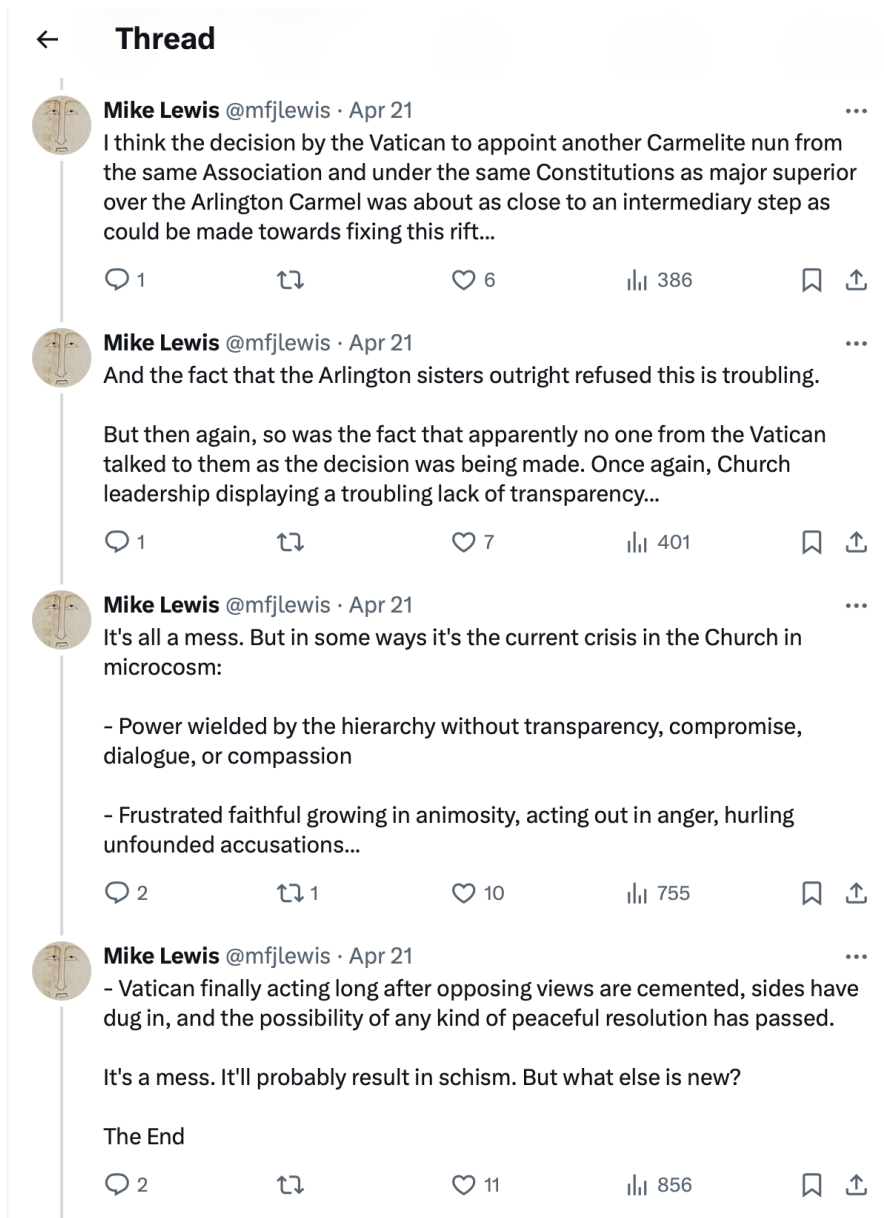 Thread
Mike Lewis @mfjlewis · Apr 21
I think the decision by the Vatican to appoint another Carmelite nun from
the same Association and under the same Constitutions as major superior
over the Arlington Carmel was about as close to an intermediary step as
could be made towards fixing this rift...
1 6 386
Mike Lewis @mfjlewis · Apr 21
And the fact that the Arlington sisters outright refused this is troubling.
But then again, so was the fact that apparently no one from the Vatican
talked to them as the decision was being made. Once again, Church
leadership displaying a troubling lack of transparency...
1 7 401
Mike Lewis @mfjlewis · Apr 21
It's all a mess. But in some ways it's the current crisis in the Church in
microcosm:
- Power wielded by the hierarchy without transparency, compromise,
dialogue, or compassion
- Frustrated faithful growing in animosity, acting out in anger, hurling
unfounded accusations...
2 1 10 755
Mike Lewis @mfjlewis · Apr 21
- Vatican finally acting long after opposing views are cemented, sides have
dug in, and the possibility of any kind of peaceful resolution has passed.
It's a mess. It'll probably result in schism. But what else is new?
The End
2 11 856